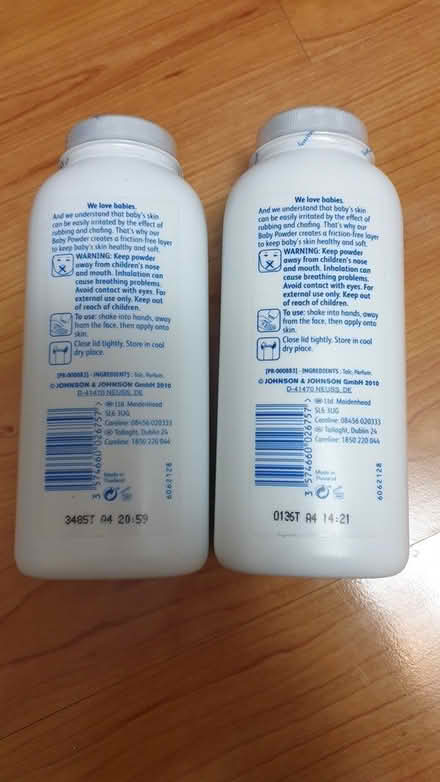 We love babies.
And we understand that baby's skin
can be easily irritated by the effect of
rubbing and chafing. That's why our
Baby Powder creates a friction-free layer
to keep baby's skin healthy and soft.
WARNING: Keep powder
away from children's nose
and mouth. Inhalation can
cause breathing problems.
Avoid contact with eyes. For
external use only. Keep out
of reach of children.
To use: shake into hands, away
from the face, then apply onto
skin.
Close lid tightly. Store in cool
dry place.
[PR-000883] - INGREDIENTS: Talc, Parfum.
© JOHNSON & JOHNSON GmbH 2010
D-41470 NEUSS, DE
Ltd. Maidenhead
SL6 3UG
Careline: 08456 020333
Tallaght, Dublin 24
Careline: 1850 220 044
Made in
Thailand
3 574660 026757 >
6062128
3485T A4 20:59
We love babies.
And we understand that baby's skin
can be easily irritated by the effect of
rubbing and chafing. That's why our
Baby Powder creates a friction-free layer
to keep baby's skin healthy and soft.
WARNING: Keep powder
away from children's nose
and mouth. Inhalation can
cause breathing problems.
Avoid contact with eyes. For
external use only. Keep out
of reach of children.
To use: shake into hands, away
from the face, then apply onto
skin.
Close lid tightly. Store in cool
dry place.
[PR-000883] - INGREDIENTS: Talc, Parfum.
© JOHNSON & JOHNSON GmbH 2010
D-41470 NEUSS, DE
Ltd. Maidenhead
SL6 3UG
Careline: 08456 020333
Tallaght, Dublin 24
Careline: 1850 220 044
Made in
Thailand
3 574660 026757 >
6062128
0136T A4 14:21